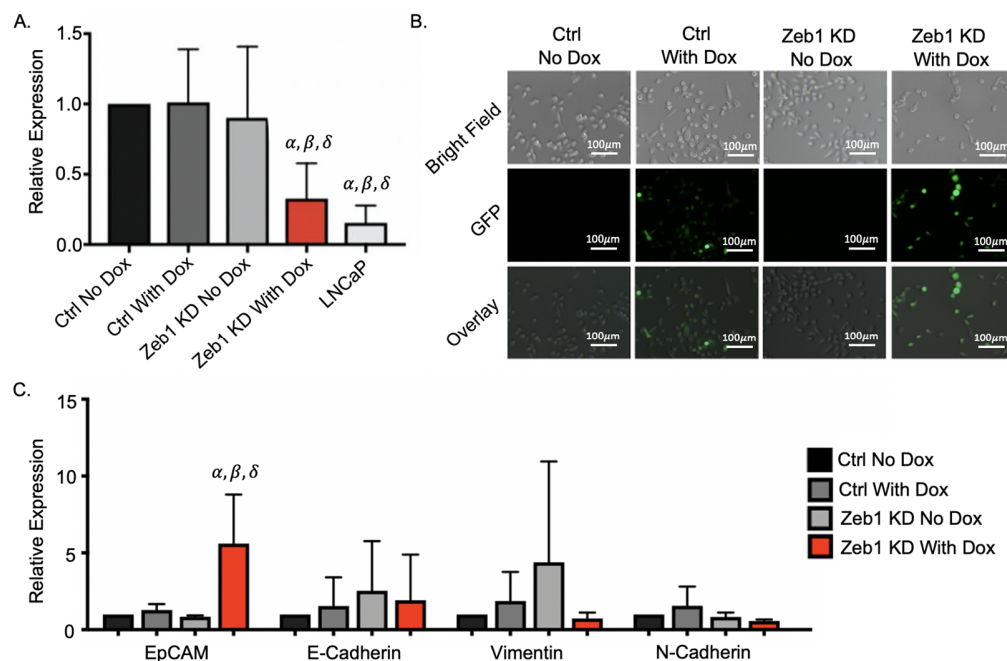 A.
Relative Expression
1.5
1.0
0.5
0.0
α, β, δ
α, β, δ
Ctrl No Dox
Ctrl With Dox
Zeb1 KD No Dox
Zeb1 KD With Dox
LNCaP
B.
Ctrl
No Dox
Ctrl
With Dox
Zeb1 KD
No Dox
Zeb1 KD
With Dox
Bright Field
100μm
100μm
100μm
100μm
GFP
100μm
100μm
100μm
100μm
Overlay
100μm
100μm
100μm
100μm
C.
Relative Expression
15
10
5
0
α, β, δ
EpCAM
E-Cadherin
Vimentin
N-Cadherin
Ctrl No Dox
Ctrl With Dox
Zeb1 KD No Dox
Zeb1 KD With Dox